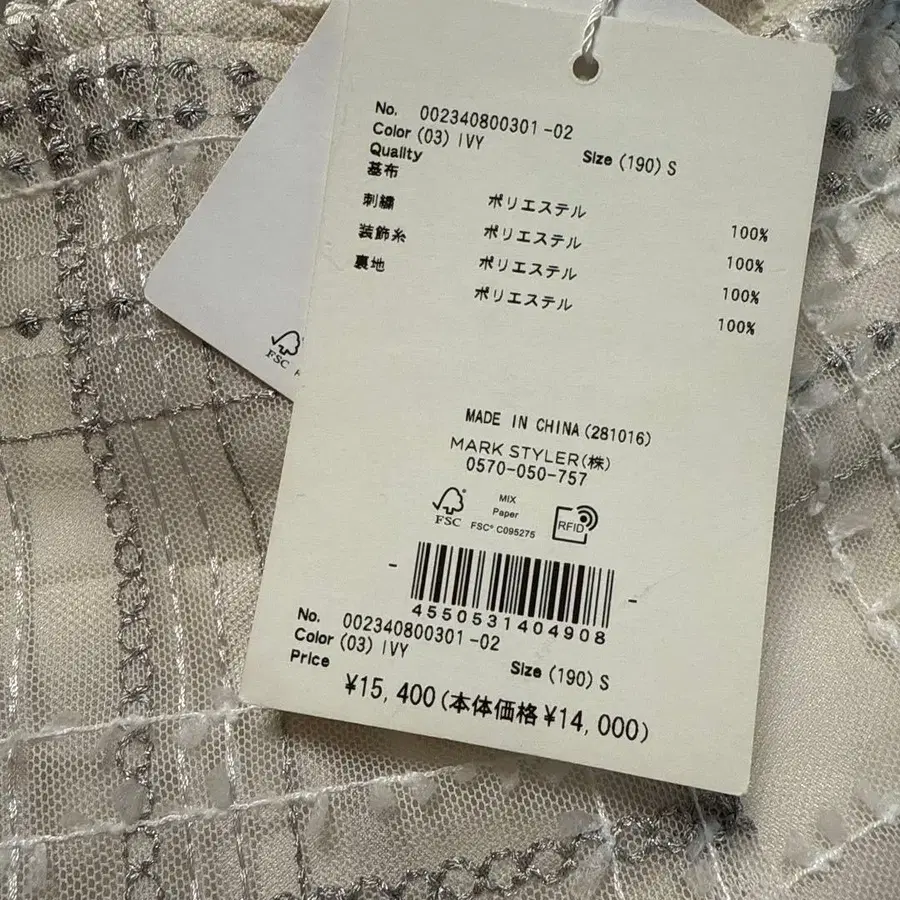 No. 002340800301-02
Color (03) IVY
Size (190) S
Quality
基布 ポリエステル 100%
刺繍 ポリエステル 100%
装飾糸 ポリエステル 100%
裏地 ポリエステル 100%
MADE IN CHINA(281016)
MARK STYLER(株)
0570-050-757
FSC
MIX
Paper
FSC® C095275
RFID
4550531404908
No. 002340800301-02
Color (03) IVY
Size (190) S
Price
¥15,400(本体価格¥14,000)
FSC